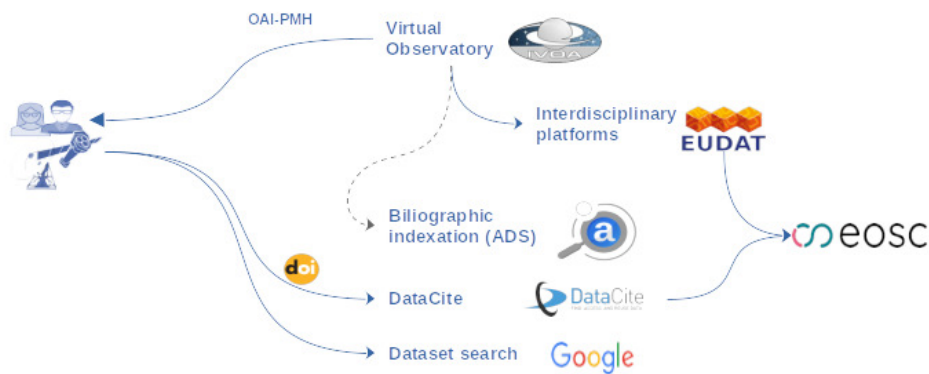 OAI-PMH
Virtual
Observatory
IVOA
Interdisciplinary
platforms
EUDAT
Biliographic
indexation (ADS)
a
eosc
doi
DataCite
DataCite
Dataset search
Google